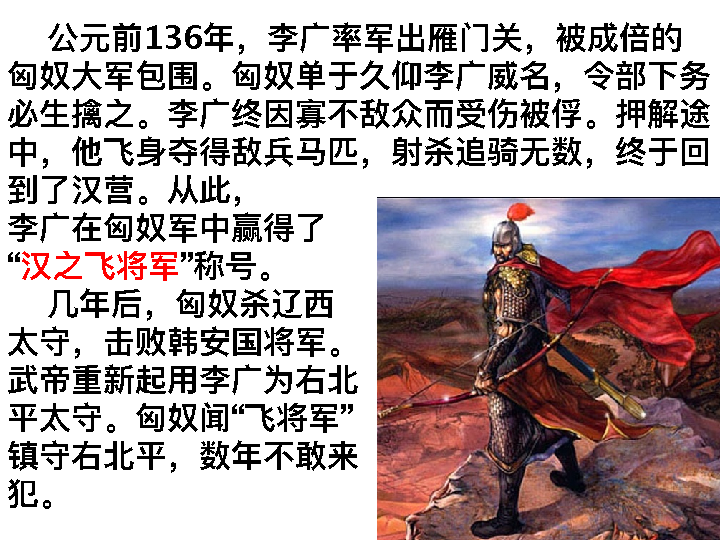 公元前136年，李广率军出雁门关，被成倍的
匈奴大军包围。匈奴单于久仰李广威名，令部下务
必生擒之。李广终因寡不敌众而受伤被俘。押解途
中，他飞身夺得敌兵马匹，射杀追骑无数，终于回
到了汉营。从此，
李广在匈奴军中赢得了
“汉之飞将军”称号。
几年后，匈奴杀辽西
太守，击败韩安国将军。
武帝重新起用李广为右北
平太守。匈奴闻“飞将军”
镇守右北平，数年不敢来
犯。